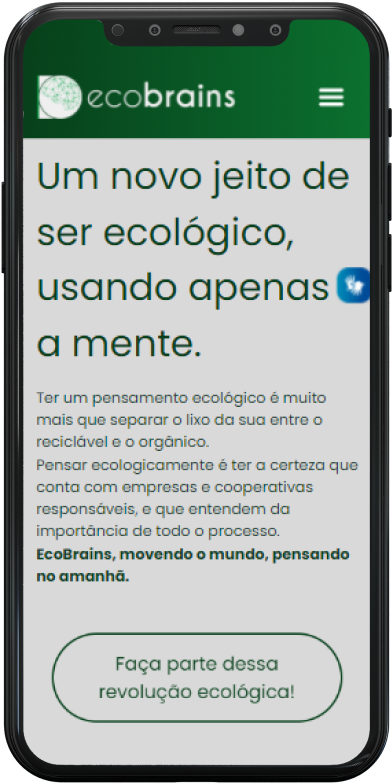 ecobrains
Um novo jeito de
ser ecológico,
usando apenas
a mente.
Ter um pensamento ecológico é muito
mais que separar o lixo da sua entre o
reciclável e o orgânico.
Pensar ecologicamente é ter a certeza que
conta com empresas e cooperativas
responsáveis, e que entendem da
importância de todo o processo.
EcoBrains, movendo o mundo, pensando
no amanhã.
Faça parte dessa
revolução ecológica!